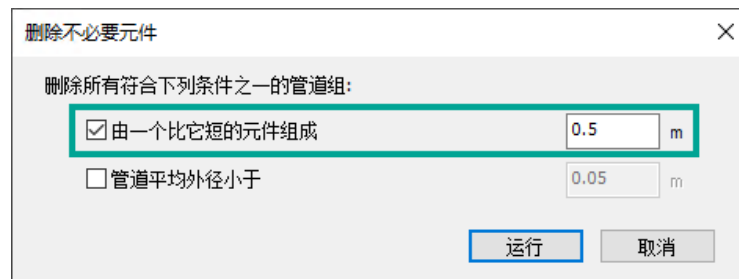 删除不必要元件
删除所有符合下列条件之一的管道组:
由一个比它短的元件组成 0.5 m
管道平均外径小于 0.05 m
运行 取消